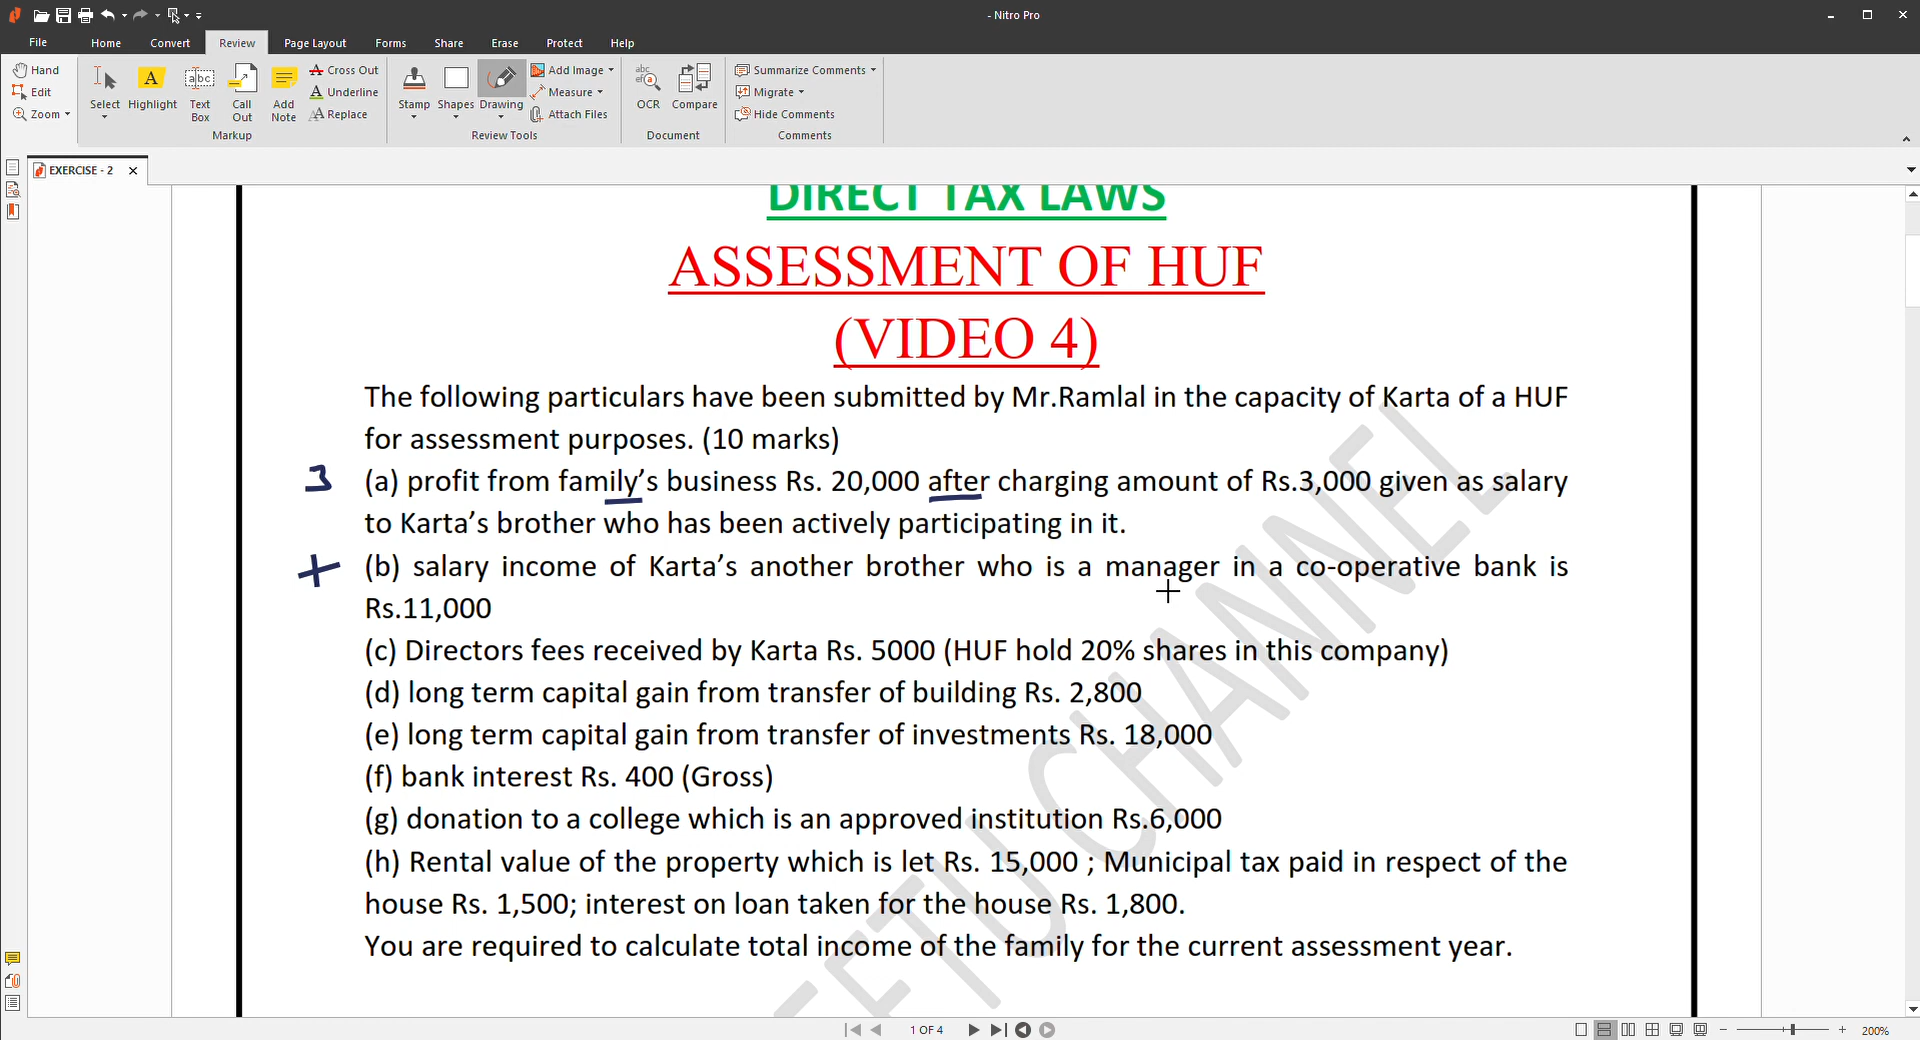 - Nitro Pro
File Home Convert Review Page Layout Forms Share Erase Protect Help
Hand
Edit
Zoom
Select
Highlight
Text Box
Call Out
Add Note
Cross Out
Underline
Replace
Markup
Stamp
Shapes
Drawing
Add Image
Measure
Attach Files
Review Tools
OCR
Compare
Document
Summarize Comments
Migrate
Hide Comments
Comments
EXERCISE - 2
DIRECT TAX LAWS
ASSESSMENT OF HUF
(VIDEO 4)
The following particulars have been submitted by Mr.Ramlal in the capacity of Karta of a HUF
for assessment purposes. (10 marks)
3 (a) profit from family's business Rs. 20,000 after charging amount of Rs.3,000 given as salary
to Karta's brother who has been actively participating in it.
(b) salary income of Karta's another brother who is a manager in a co-operative bank is
Rs.11,000
(c) Directors fees received by Karta Rs. 5000 (HUF hold 20% shares in this company)
(d) long term capital gain from transfer of building Rs. 2,800
(e) long term capital gain from transfer of investments Rs. 18,000
(f) bank interest Rs. 400 (Gross)
(g) donation to a college which is an approved institution Rs.6,000
(h) Rental value of the property which is let Rs. 15,000 ; Municipal tax paid in respect of the
house Rs. 1,500; interest on loan taken for the house Rs. 1,800.
You are required to calculate total income of the family for the current assessment year.
CHANNEL
1 OF 4
200%